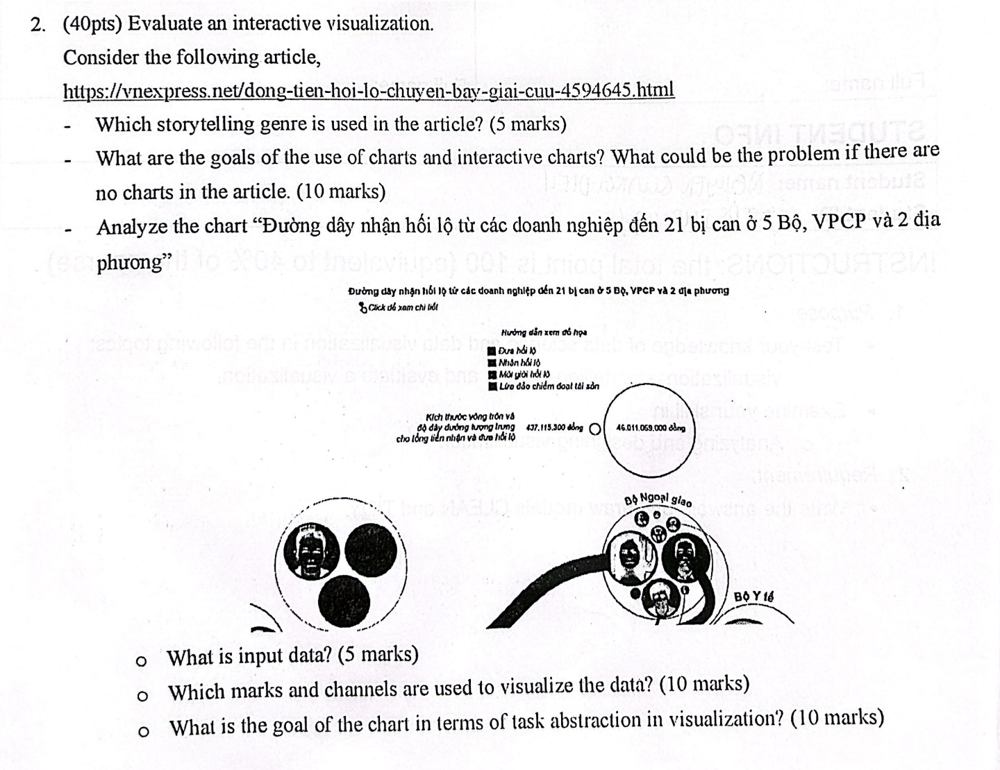 2. (40pts) Evaluate an interactive visualization.
Consider the following article,
https://vnexpress.net/dong-tien-hoi-lo-chuyen-bay-giai-cuu-4594645.html
- Which storytelling genre is used in the article? (5 marks)
- What are the goals of the use of charts and interactive charts? What could be the problem if there are
no charts in the article. (10 marks)
- Analyze the chart “Đường dây nhận hối lộ từ các doanh nghiệp đến 21 bị can ở 5 Bộ, VPCP và 2 địa
phương”
Đường dây nhận hối lộ từ các doanh nghiệp đến 21 bị can ở 5 Bộ, VPCP và 2 địa phương
Click để xem chi tiết
Hướng dẫn xem đồ họa
Đưa hối lộ
Nhận hối lộ
Môi giới hối lộ
Lừa đảo chiếm đoạt tài sản
Kích thước vòng tròn và
độ dày đường tượng trưng
cho tổng tiền nhận và đưa hối lộ
437.115.300 đồng
46.011.059.000 đồng
Bộ Ngoại giao
Bộ Y tế
o What is input data? (5 marks)
o Which marks and channels are used to visualize the data? (10 marks)
o What is the goal of the chart in terms of task abstraction in visualization? (10 marks)